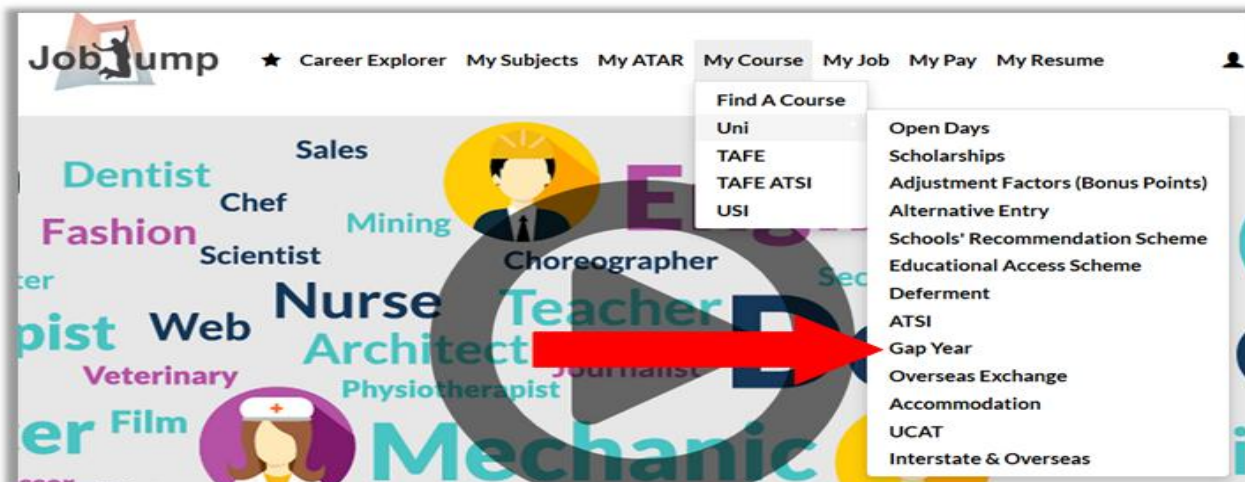 JobJump
★ Career Explorer My Subjects My ATAR My Course My Job My Pay My Resume
Find A Course
Uni
TAFE
TAFE ATSI
USI
Open Days
Scholarships
Adjustment Factors (Bonus Points)
Alternative Entry
Schools' Recommendation Scheme
Educational Access Scheme
Deferment
ATSI
Gap Year
Overseas Exchange
Accommodation
UCAT
Interstate & Overseas
Sales
Dentist
Chef
Mining
Fashion
Scientist
Choreographer
Nurse
Teacher
Web
Architect
Journalist
Veterinary
Physiotherapist
Film
Mechanic